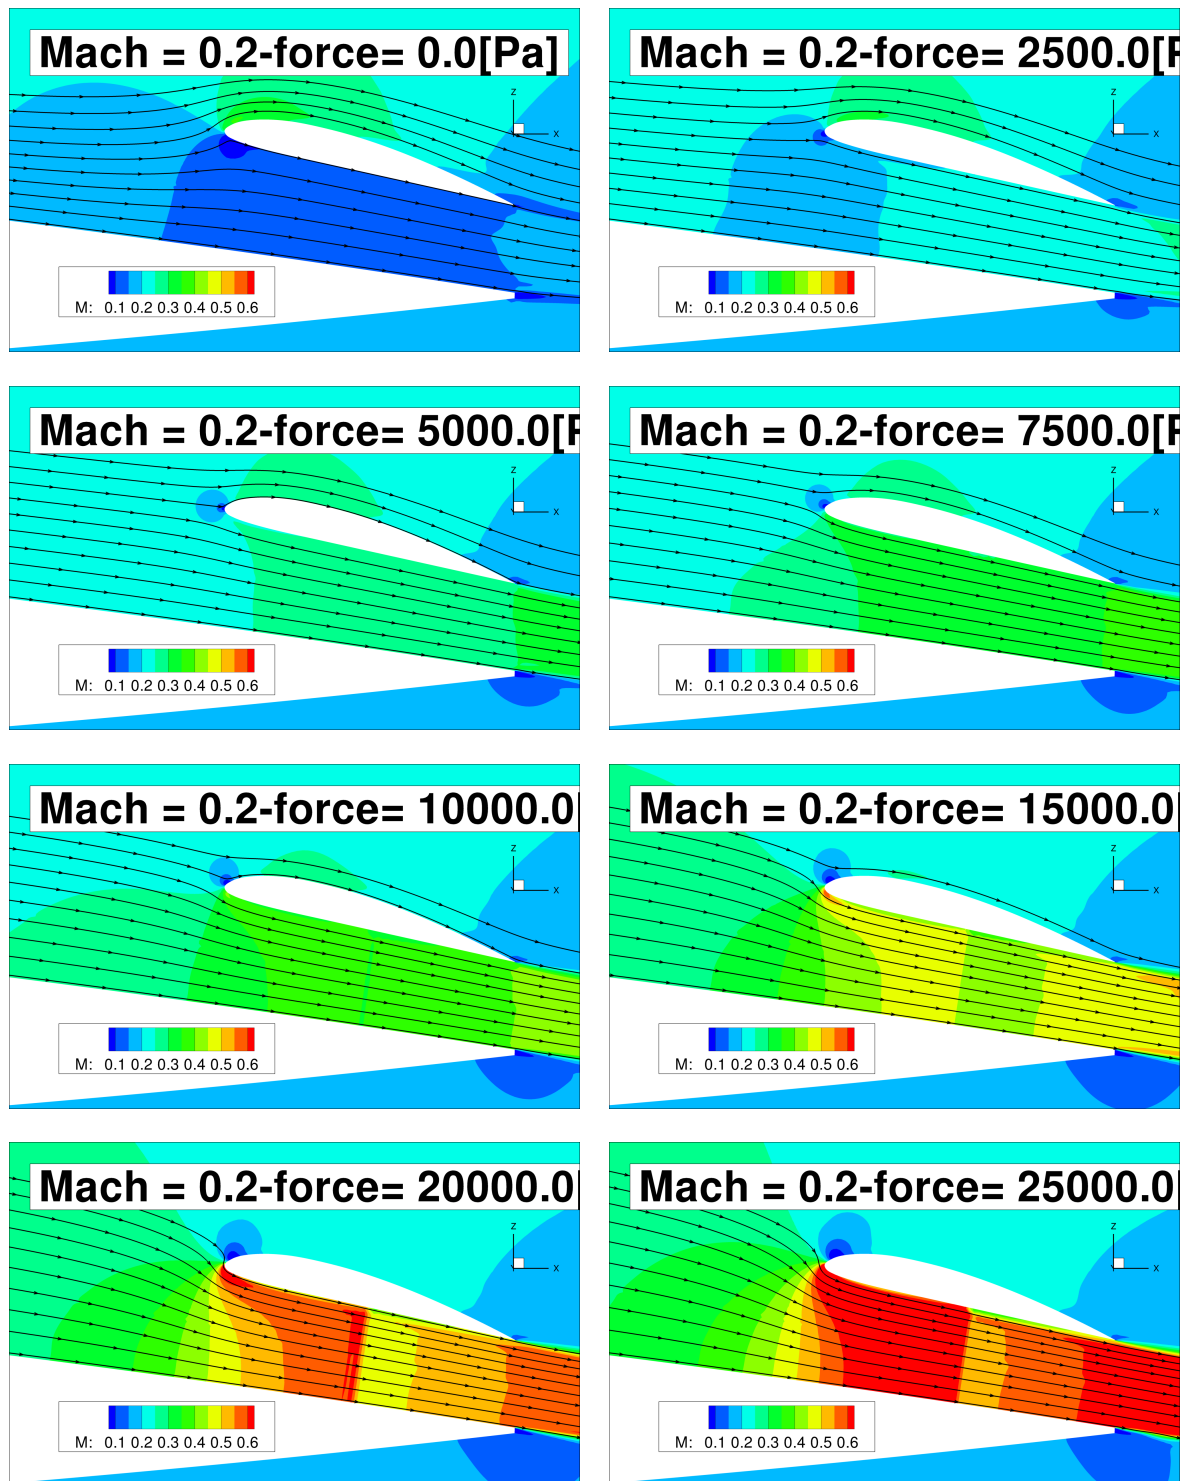 Mach = 0.2-force= 0.0[Pa]
Z
X
M: 0.1 0.2 0.3 0.4 0.5 0.6
Mach = 0.2-force= 2500.0[
Z
X
M: 0.1 0.2 0.3 0.4 0.5 0.6
Mach = 0.2-force= 5000.0[
Z
X
M: 0.1 0.2 0.3 0.4 0.5 0.6
Mach = 0.2-force= 7500.0[
Z
X
M: 0.1 0.2 0.3 0.4 0.5 0.6
Mach = 0.2-force= 10000.0[
Z
X
M: 0.1 0.2 0.3 0.4 0.5 0.6
Mach = 0.2-force= 15000.0[
Z
X
M: 0.1 0.2 0.3 0.4 0.5 0.6
Mach = 0.2-force= 20000.0[
Z
X
M: 0.1 0.2 0.3 0.4 0.5 0.6
Mach = 0.2-force= 25000.0[
Z
X
M: 0.1 0.2 0.3 0.4 0.5 0.6